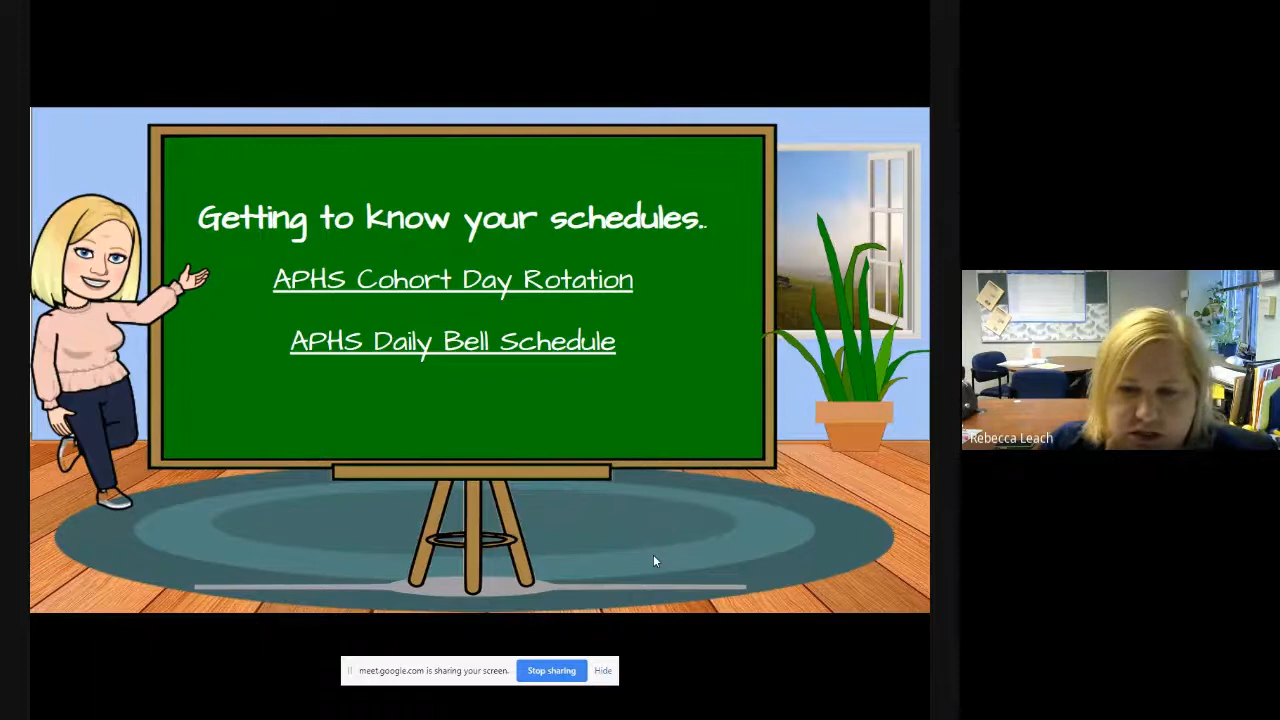 Getting to know your schedules..
APHS Cohort Day Rotation
APHS Daily Bell Schedule
Rebecca Leach
meet.google.com is sharing your screen.
Stop sharing
Hide